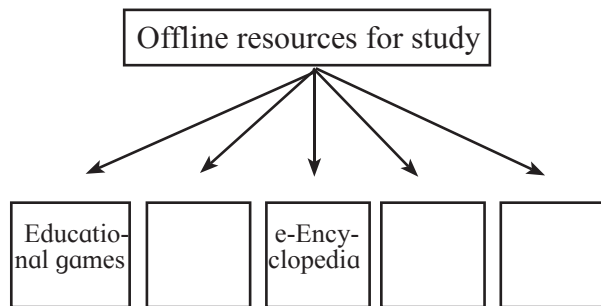 Offline resources for study
Educatio-
nal games
e-Ency-
clopedia